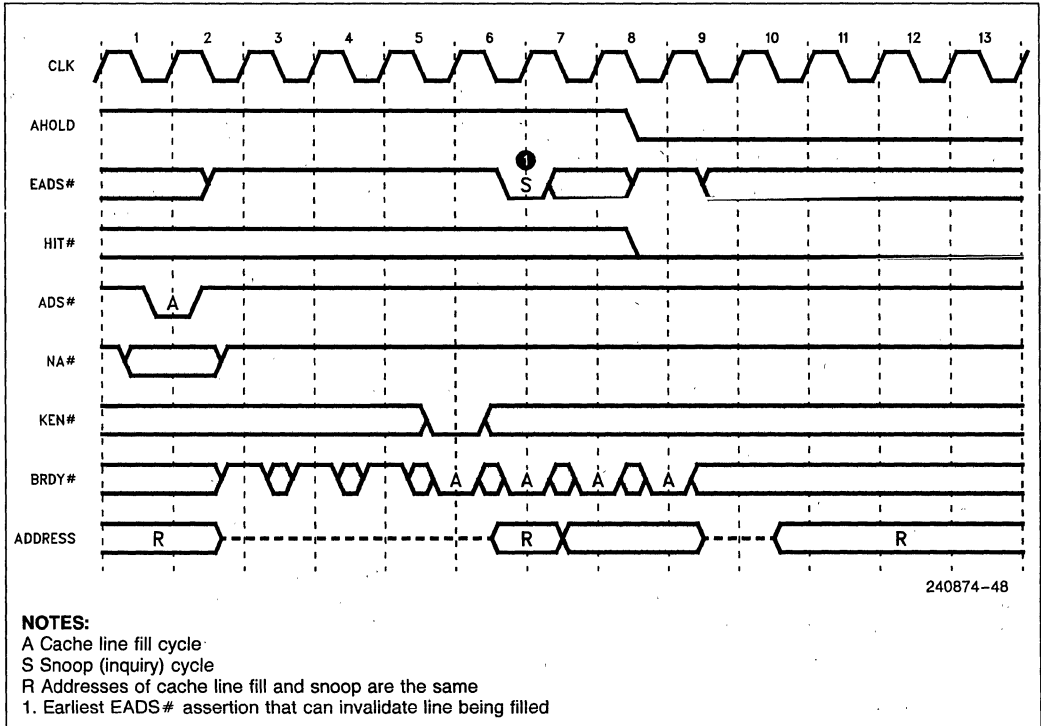 1 2 3 4 5 6 7 8 9 10 11 12 13
CLK
AHOLD
1
EADS# S
HIT#
ADS# A
NA#
KEN#
BRDY# A A A A
ADDRESS R R R
240874-48
NOTES:
A Cache line fill cycle
S Snoop (inquiry) cycle
R Addresses of cache line fill and snoop are the same
1. Earliest EADS# assertion that can invalidate line being filled